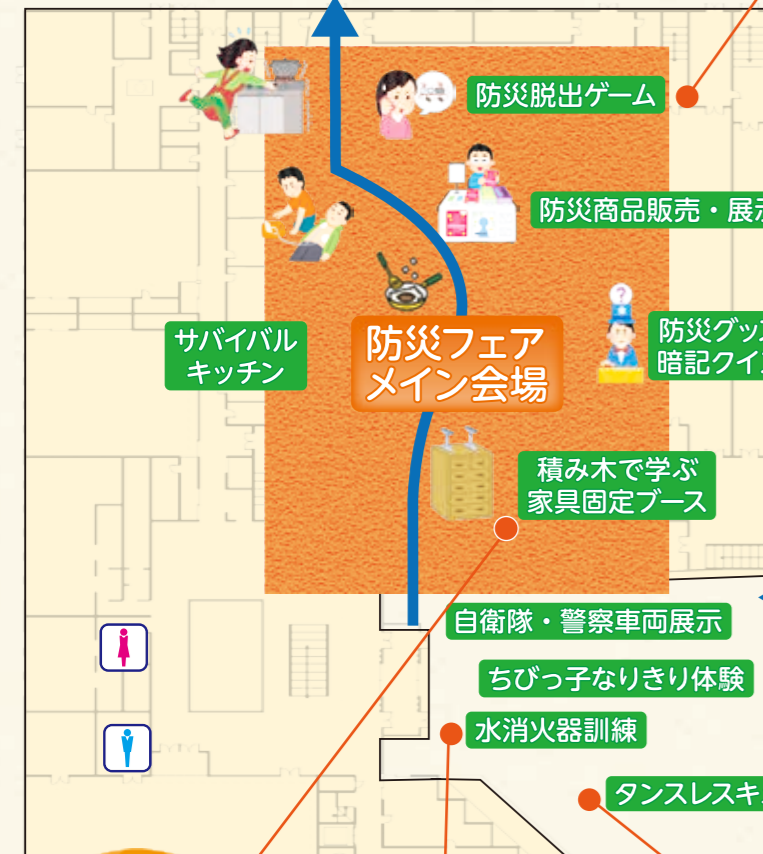 防災脱出ゲーム
防災商品販売・展示
サバイバル
キッチン
防災フェア
メイン会場
防災グッズ
暗記クイ
積み木で学ぶ
家具固定ブース
自衛隊・警察車両展示
ちびっ子なりきり体験
水消火器訓練
タンスレスキ
?